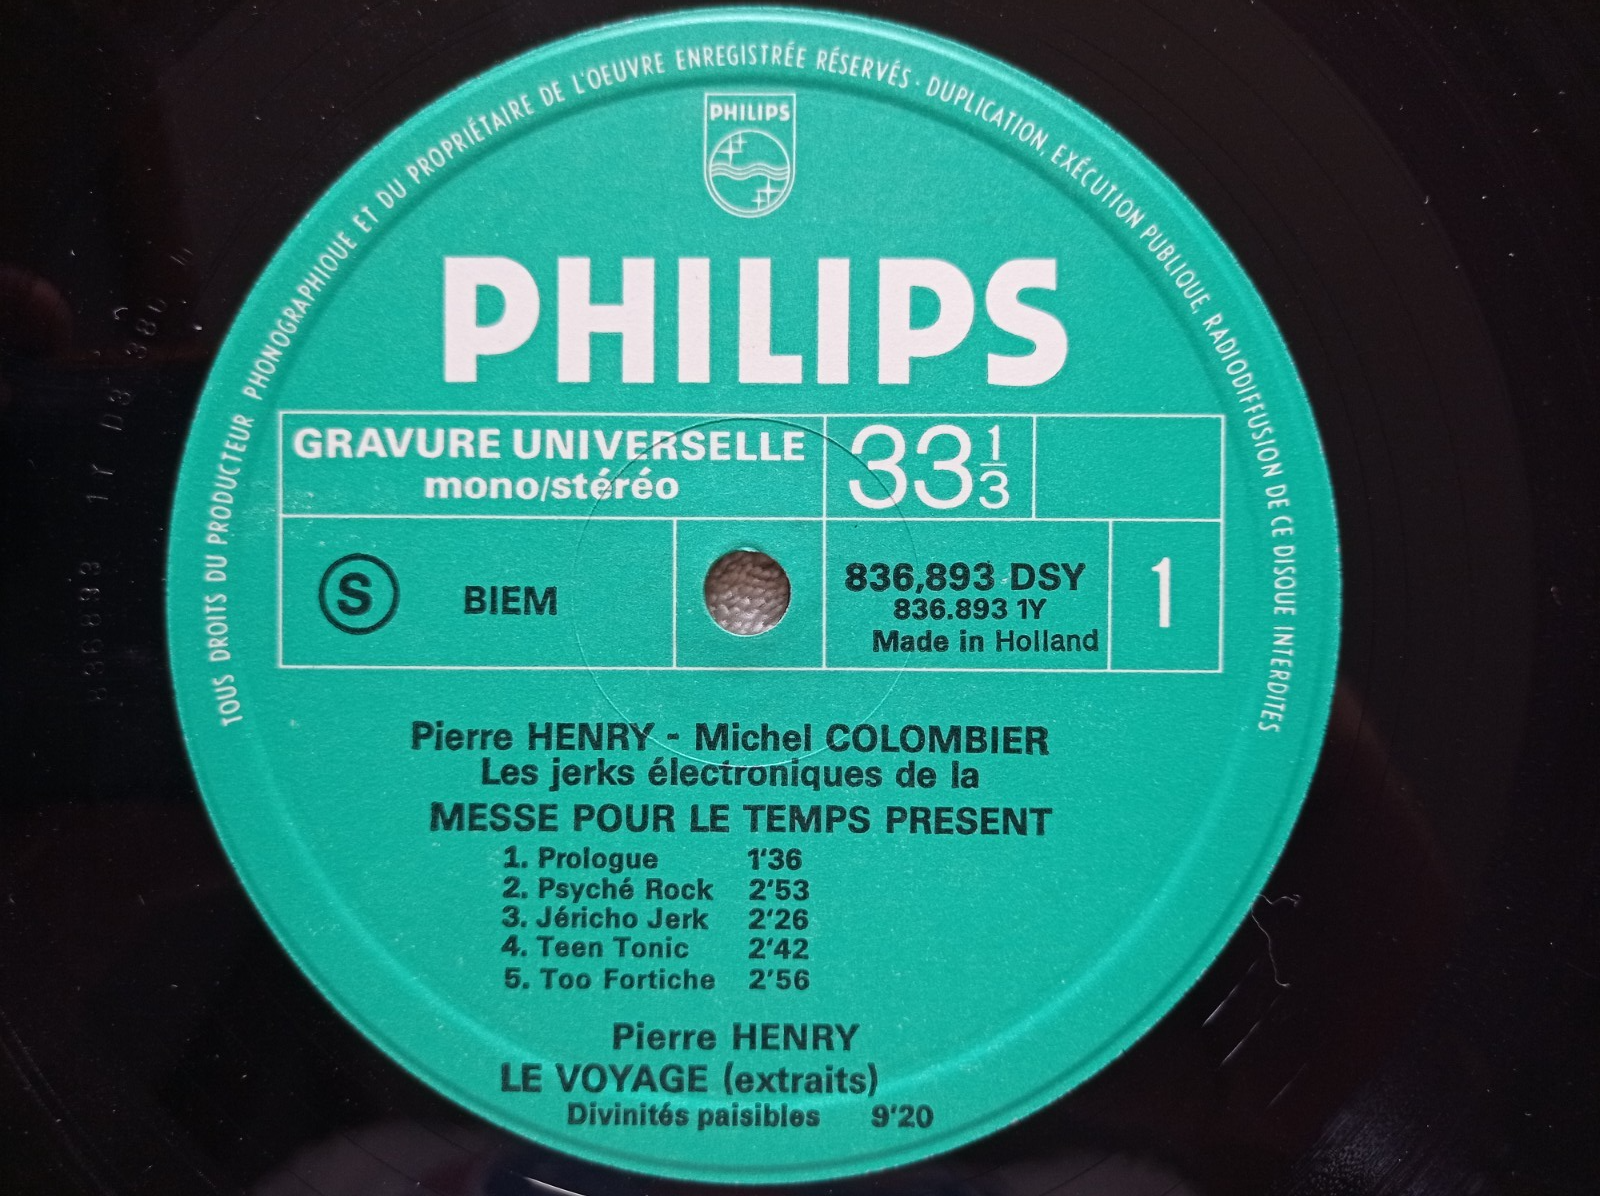 TOUS DROITS DU PRODUCTEUR PHONOGRAPHIQUE ET DU PROPRIÉTAIRE DE L'OEUVRE ENREGISTRÉE RÉSERVÉS · DUPLICATION, EXÉCUTION PUBLIQUE, RADIODIFFUSION DE CE DISQUE INTERDITES
PHILIPS
PHILIPS
GRAVURE UNIVERSELLE
mono/stéréo
33 1/3
S
BIEM
836,893 DSY
836.893 1Y
Made in Holland
1
Pierre HENRY - Michel COLOMBIER
Les jerks électroniques de la
MESSE POUR LE TEMPS PRESENT
1. Prologue 1'36
2. Psyché Rock 2'53
3. Jéricho Jerk 2'26
4. Teen Tonic 2'42
5. Too Fortiche 2'56
Pierre HENRY
LE VOYAGE (extraits)
Divinités paisibles 9'20